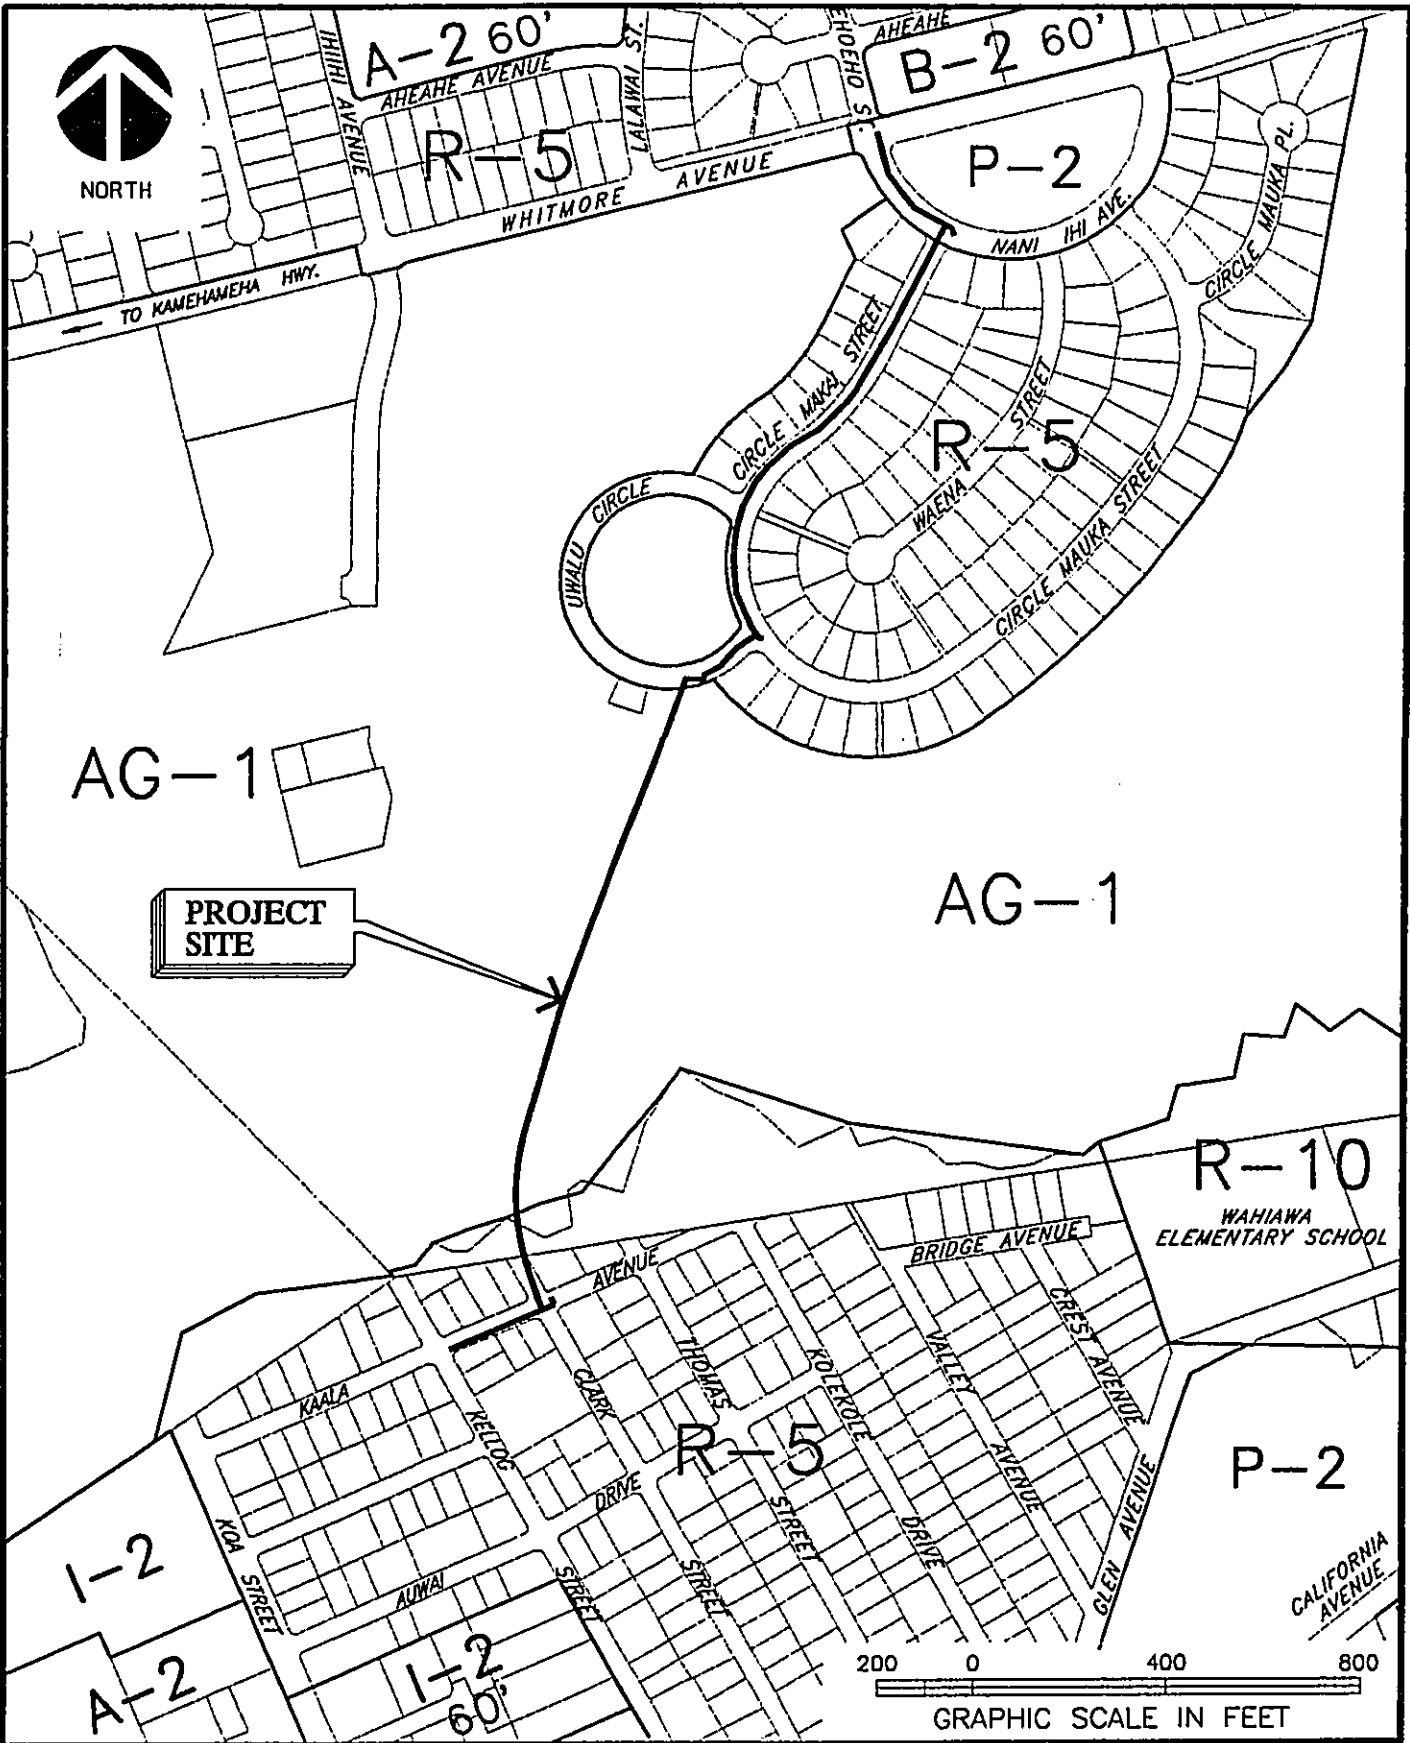 NORTH
IHIIHI AVENUE
A-2 60'
AHEAHE AVENUE
R-5
LALAWAI ST.
WHITMORE AVENUE
EHOEHO ST.
AHEAHE
B-2 60'
P-2
NANI IHI AVE.
CIRCLE MAUKA PL.
← TO KAMEHAMEHA HWY.
CIRCLE MAKAI STREET
UWALU CIRCLE
WAENA STREET
R-5
CIRCLE MAUKA STREET
AG-1
PROJECT
SITE
AG-1
R-10
WAHIAWA
ELEMENTARY SCHOOL
BRIDGE AVENUE
KAALA AVENUE
CREST AVENUE
THOMAS STREET
KOLEKOLE DRIVE
VALLEY AVENUE
CLARK STREET
KELLOG STREET
R-5
P-2
GLEN AVENUE
CALIFORNIA
AVENUE
KOA STREET
AUWAI DRIVE
I-2
A-2
I-2
60'
200 0 400 800
GRAPHIC SCALE IN FEET